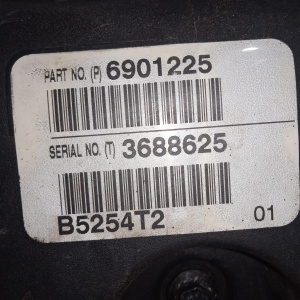 PART NO. (P) 6901225
SERIAL NO. (T) 3688625
B5254T2 01